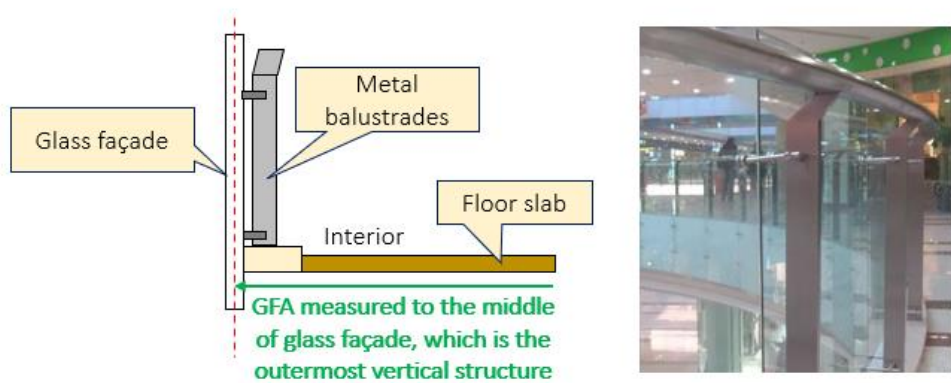 Glass façade
Metal
balustrades
Floor slab
Interior
GFA measured to the middle
of glass façade, which is the
outermost vertical structure